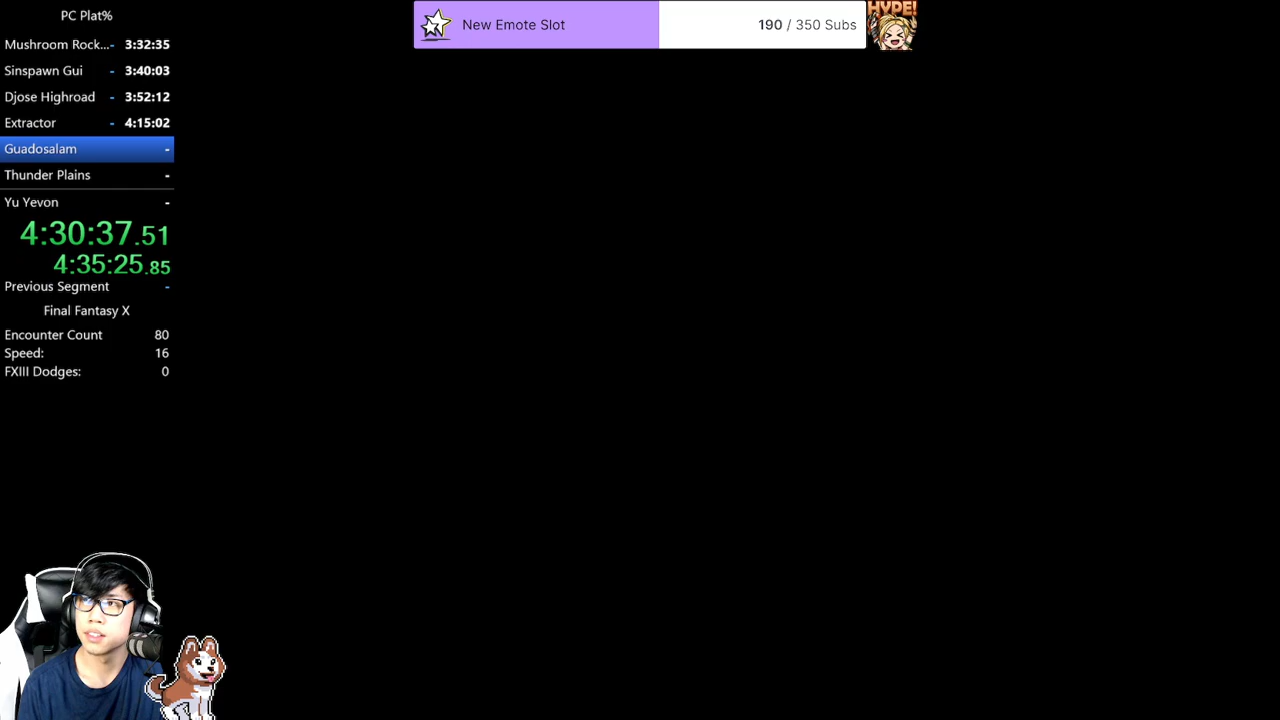 PC Plat%
Mushroom Rock...- 3:32:35
Sinspawn Gui - 3:40:03
Djose Highroad - 3:52:12
Extractor - 4:15:02
Guadosalam -
Thunder Plains -
Yu Yevon -
4:30:37.51
4:35:25.85
Previous Segment -
Final Fantasy X
Encounter Count 80
Speed: 16
FXIII Dodges: 0
New Emote Slot 190 / 350 Subs
HYPE!